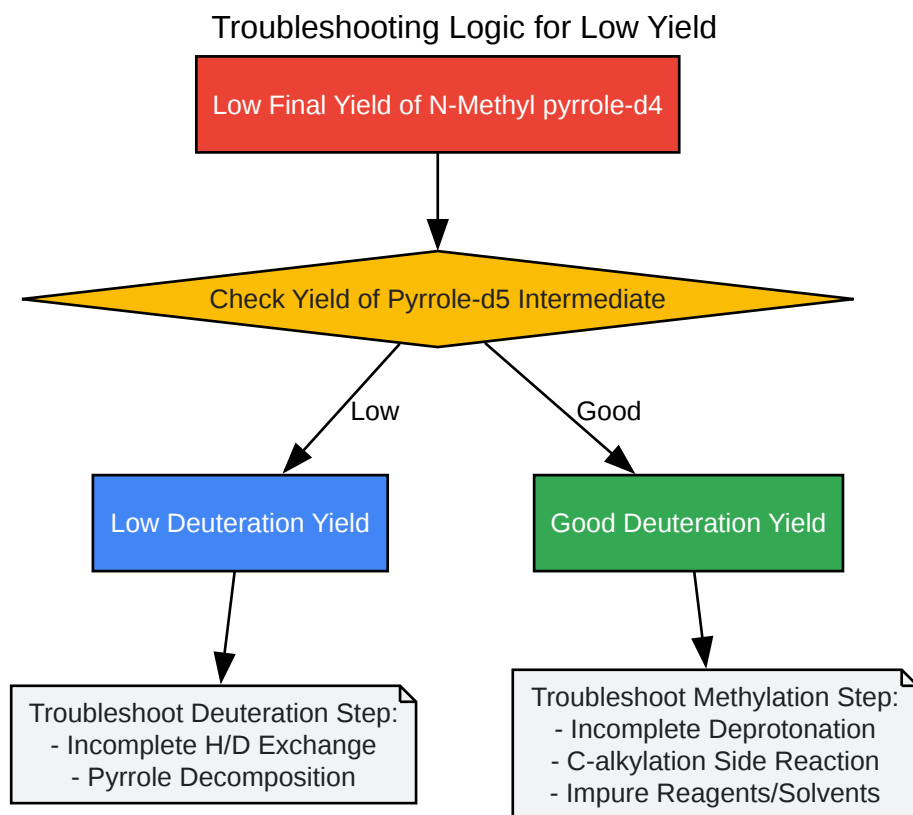 Troubleshooting Logic for Low Yield
Low Final Yield of N-Methyl pyrrole-d4
Check Yield of Pyrrole-d5 Intermediate
Low
Good
Low Deuteration Yield
Good Deuteration Yield
Troubleshoot Deuteration Step:
- Incomplete H/D Exchange
- Pyrrole Decomposition
Troubleshoot Methylation Step:
- Incomplete Deprotonation
- C-alkylation Side Reaction
- Impure Reagents/Solvents